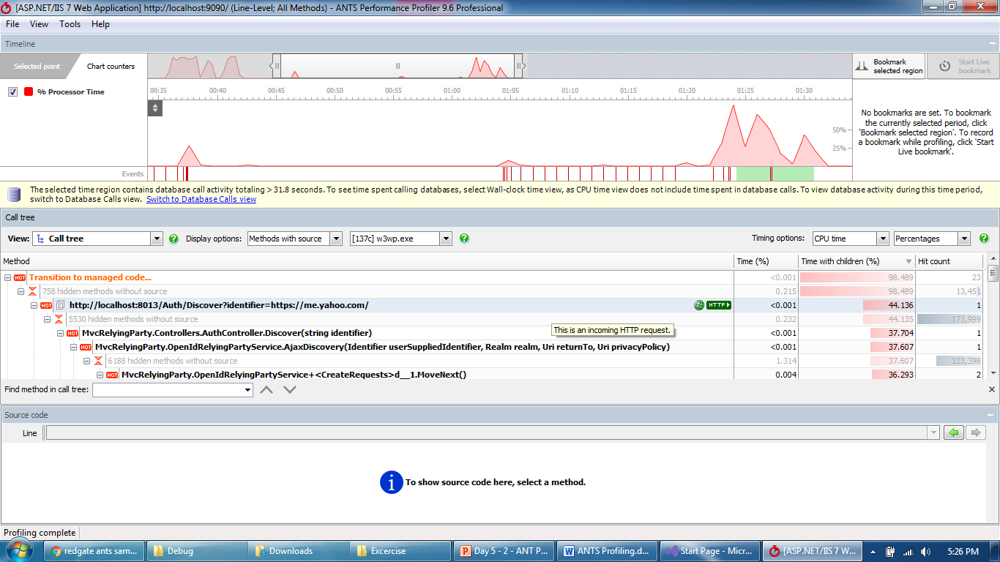 [ASP.NET/IIS 7 Web Application] http://localhost:9090/ (Line-Level; All Methods) - ANTS Performance Profiler 9.6 Professional
File View Tools Help
Timeline
Selected point Chart counters
Bookmark selected region
Start Live bookmark
% Processor Time
00:35 00:40 00:45 00:50 00:55 01:00 01:05 01:10 01:15 01:20 01:25 01:30
50%
25%
No bookmarks are set. To bookmark
the currently selected period, click
'Bookmark selected region'. To record
a bookmark while profiling, click 'Start
Live bookmark'.
Events
The selected time region contains database call activity totaling > 31.8 seconds. To see time spent calling databases, select Wall-clock time view, as CPU time view does not include time spent in database calls. To view database activity during this time period,
switch to Database Calls view. Switch to Database Calls view
Call tree
View: Call tree ? Display options: Methods with source [137c] w3wp.exe ? Timing options: CPU time Percentages ?
Method Time (%) Time with children (%) Hit count
HOT Transition to managed code... <0.001 98.489 23
758 hidden methods without source 0.215 98.489 13,451
HOT http://localhost:8013/Auth/Discover?identifier=https://me.yahoo.com/ HTTP <0.001 44.136 1
5530 hidden methods without source 0.232 44.135 173,999
HOT MvcRelyingParty.Controllers.AuthController.Discover(string identifier) <0.001 37.704 1
This is an incoming HTTP request.
HOT MvcRelyingParty.OpenIdRelyingPartyService.AjaxDiscovery(Identifier userSuppliedIdentifier, Realm realm, Uri returnTo, Uri privacyPolicy) <0.001 37.607 1
6188 hidden methods without source 1.314 37.607 123,398
HOT MvcRelyingParty.OpenIdRelyingPartyService+<CreateRequests>d__1.MoveNext() 0.004 36.293 2
Find method in call tree:
Source code
Line
i To show source code here, select a method.
Profiling complete
redgate ants sam... Debug Downloads Excercise Day 5 - 2 - ANT P... ANTS Profiling.d... Start Page - Micr... [ASP.NET/IIS 7 W... 5:26 PM